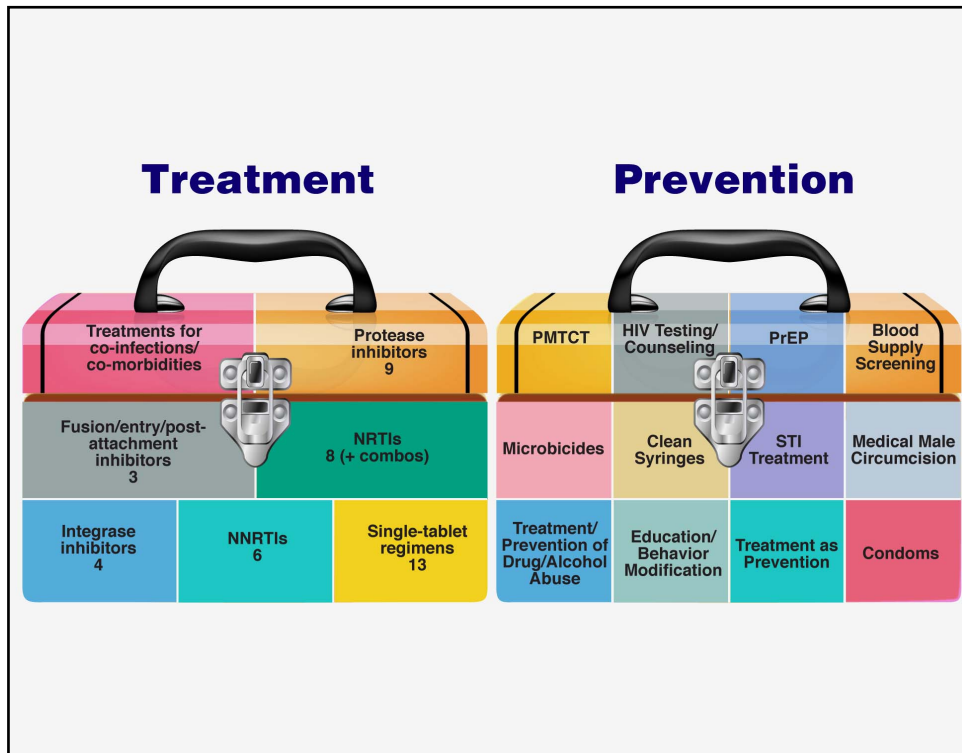 Treatment
Prevention
Treatments for
co-infections/
co-morbidities
Protease
inhibitors
9
Fusion/entry/post-
attachment
inhibitors
3
NRTIs
8 (+ combos)
Integrase
inhibitors
4
NNRTIs
6
Single-tablet
regimens
13
PMTCT
HIV Testing/
Counseling
PrEP
Blood
Supply
Screening
Microbicides
Clean
Syringes
STI
Treatment
Medical Male
Circumcision
Treatment/
Prevention of
Drug/Alcohol
Abuse
Education/
Behavior
Modification
Treatment as
Prevention
Condoms